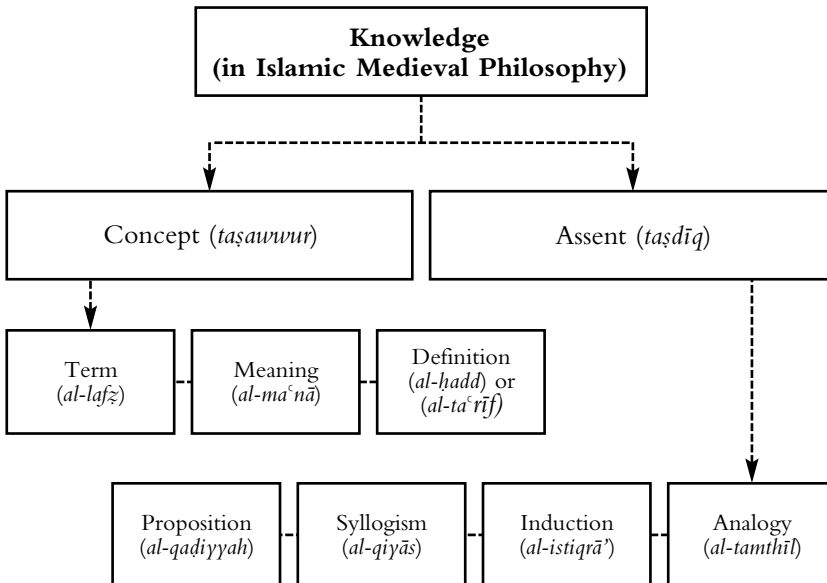 Knowledge
(in Islamic Medieval Philosophy)
Concept (taṣawwur)
Assent (taṣdīq)
Term
(al-lafẓ)
Meaning
(al-maʿnā)
Definition
(al-ḥadd) or
(al-taʿrīf)
Proposition
(al-qaḍiyyah)
Syllogism
(al-qiyās)
Induction
(al-istiqrā’)
Analogy
(al-tamthīl)